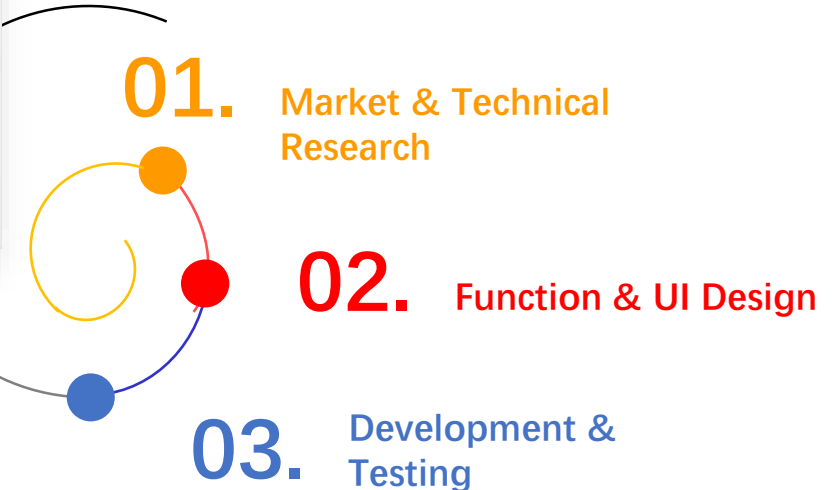 01.
Market & Technical
Research
02.
Function & UI Design
03.
Development &
Testing